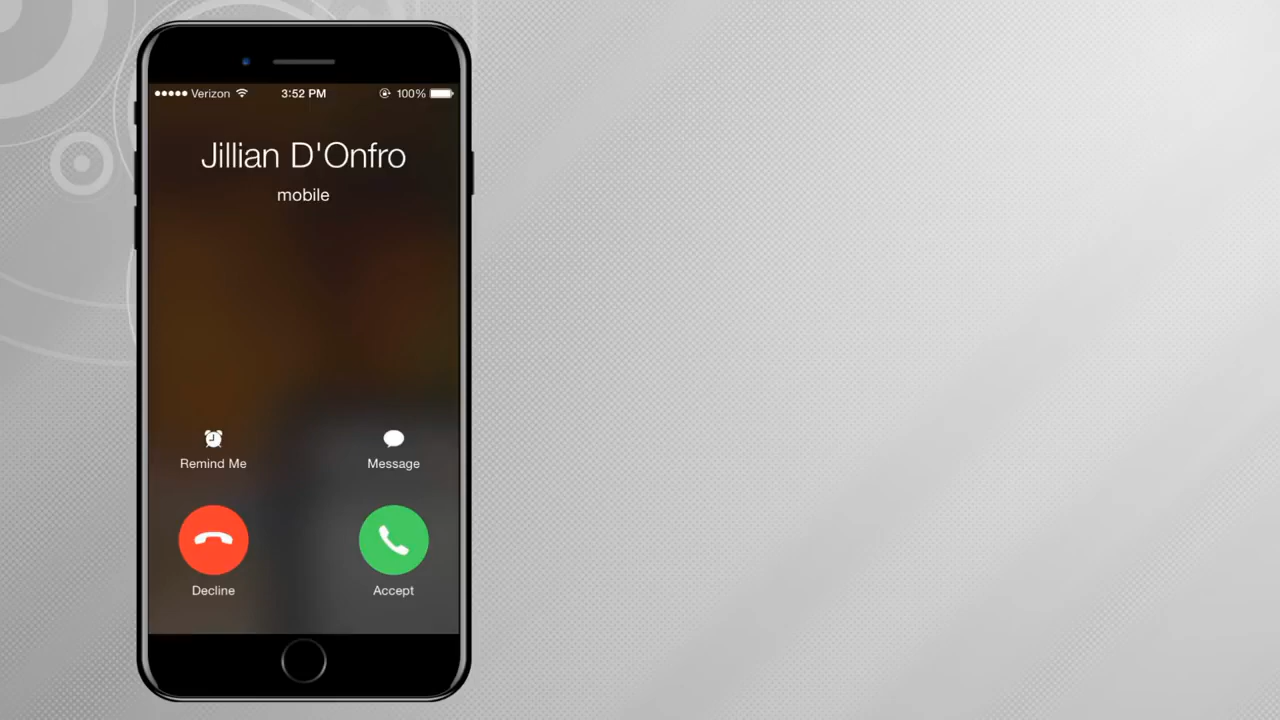 Verizon 3:52 PM 100%
Jillian D'Onfro
mobile
Remind Me Message
Decline Accept